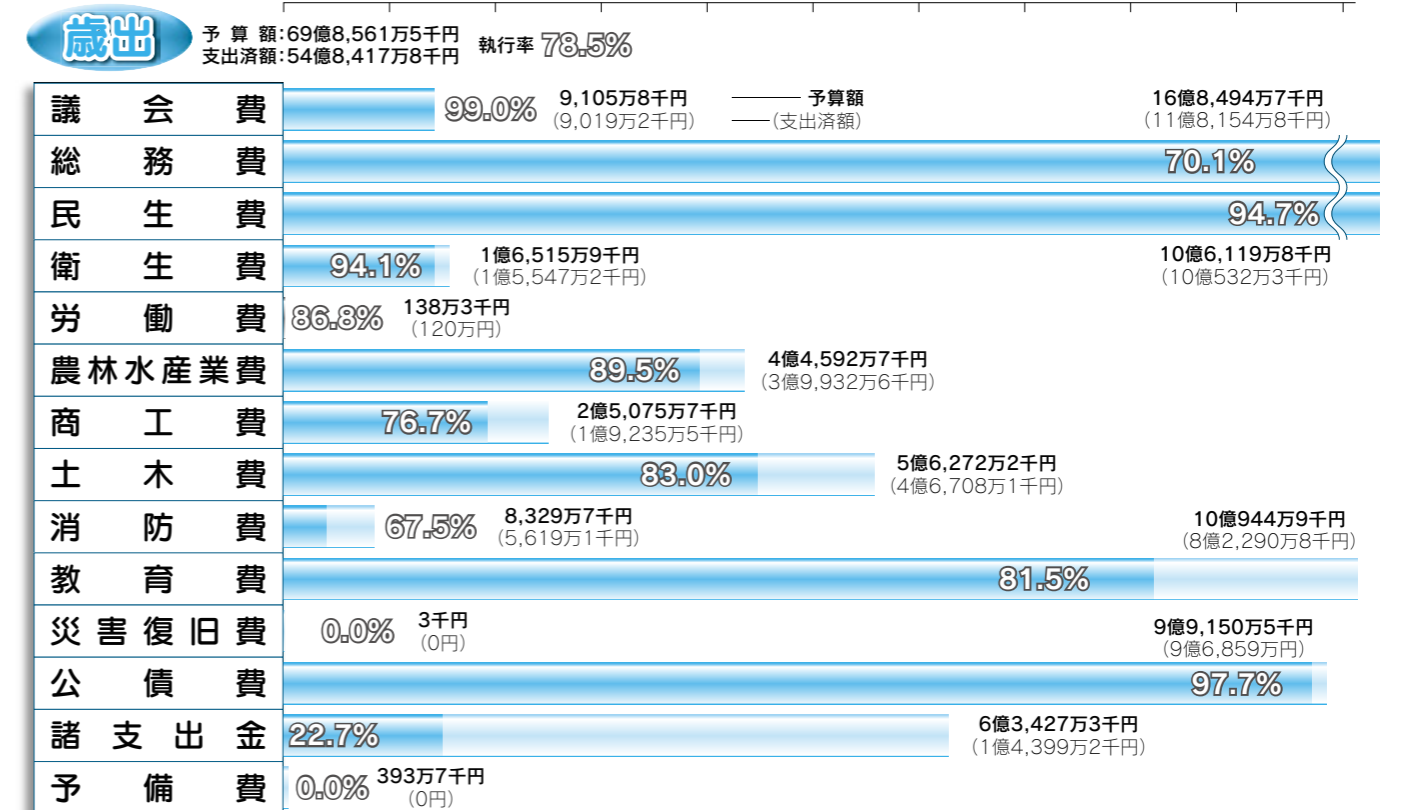 歳出
予算額:69億8,561万5千円
支出済額:54億8,417万8千円
執行率 78.5%
議会費 99.0% 9,105万8千円
(9,019万2千円)
予算額
(支出済額)
16億8,494万7千円
(11億8,154万8千円)
総務費 70.1%
民生費 94.7%
衛生費 94.1% 1億6,515万9千円
(1億5,547万2千円)
10億6,119万8千円
(10億532万3千円)
労働費 86.8% 138万3千円
(120万円)
農林水産業費 89.5% 4億4,592万7千円
(3億9,932万6千円)
商工費 76.7% 2億5,075万7千円
(1億9,235万5千円)
土木費 83.0% 5億6,272万2千円
(4億6,708万1千円)
消防費 67.5% 8,329万7千円
(5,619万1千円)
10億944万9千円
(8億2,290万8千円)
教育費 81.5%
災害復旧費 0.0% 3千円
(0円)
9億9,150万5千円
(9億6,859万円)
公債費 97.7%
諸支出金 22.7% 6億3,427万3千円
(1億4,399万2千円)
予備費 0.0% 393万7千円
(0円)